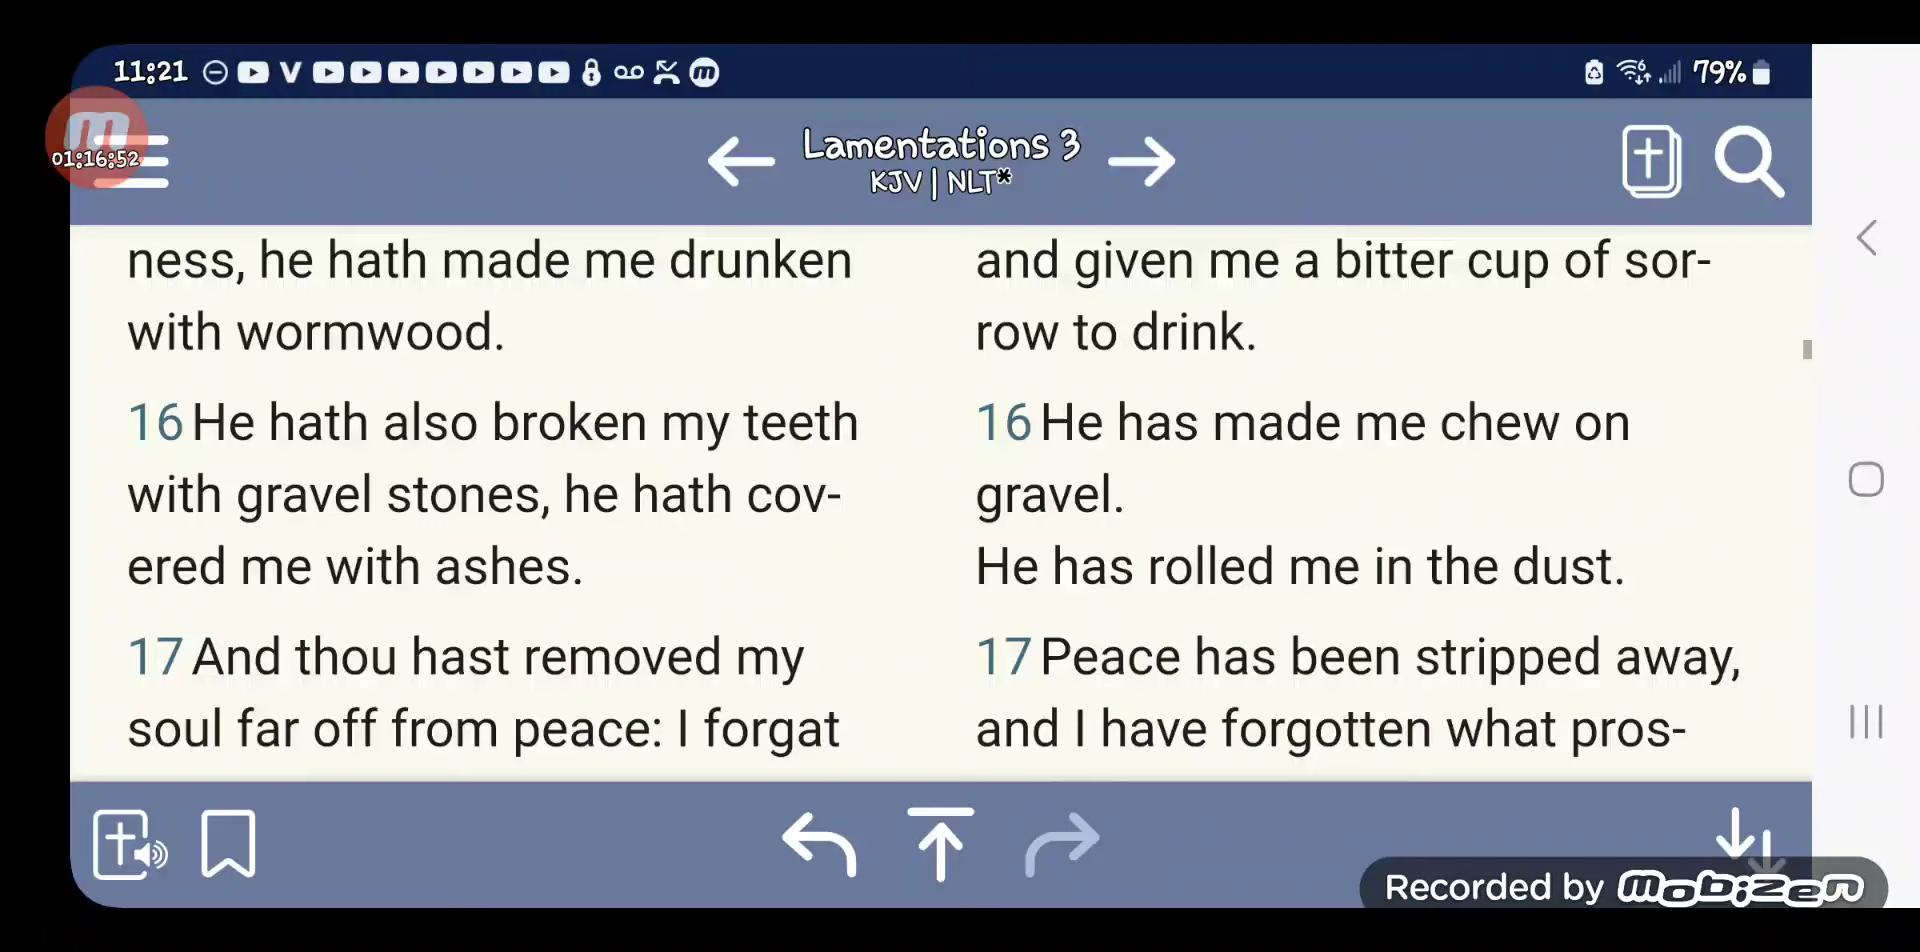 11:21
79%
01:16:52
Lamentations 3
KJV | NLT*
ness, he hath made me drunken
with wormwood.
16 He hath also broken my teeth
with gravel stones, he hath cov-
ered me with ashes.
17 And thou hast removed my
soul far off from peace: I forgat
and given me a bitter cup of sor-
row to drink.
16 He has made me chew on
gravel.
He has rolled me in the dust.
17 Peace has been stripped away,
and I have forgotten what pros-
Recorded by mobizen